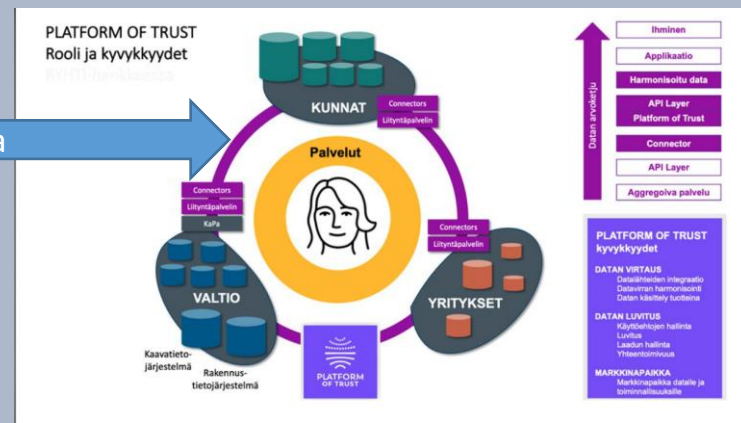 PLATFORM OF TRUST
Rooli ja kyvykkyydet
RYHTI-hankkeessa
KUNNAT
Connectors
Liityntäpalvelin
a
Palvelut
Connectors
Liityntäpalvelin
KaPa
VALTIO
Connectors
Liityntäpalvelin
YRITYKSET
Kaavatieto-
järjestelmä
Rakennus-
tietojärjestelmä
PLATFORM
OF TRUST
Datan arvoketju
Ihminen
Applikaatio
Harmonisoitu data
API Layer
Platform of Trust
Connector
API Layer
Aggregoiva palvelu
PLATFORM OF TRUST
kyvykkyydet
DATAN VIRTAUS
Datalähteiden integraatio
Datavirran harmonisointi
Datan käsittely tuotteina
DATAN LUVITUS
Käyttöehtojen hallinta
Luvitus
Laadun hallinta
Yhteentoimivuus
MARKKINAPAIKKA
Markkinapaikka datalle ja
toiminnallisuuksille